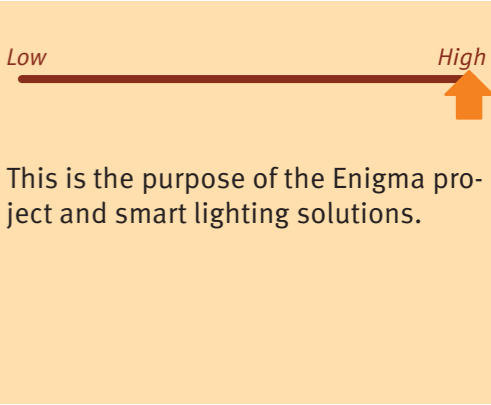 Low High
This is the purpose of the Enigma pro-
ject and smart lighting solutions.